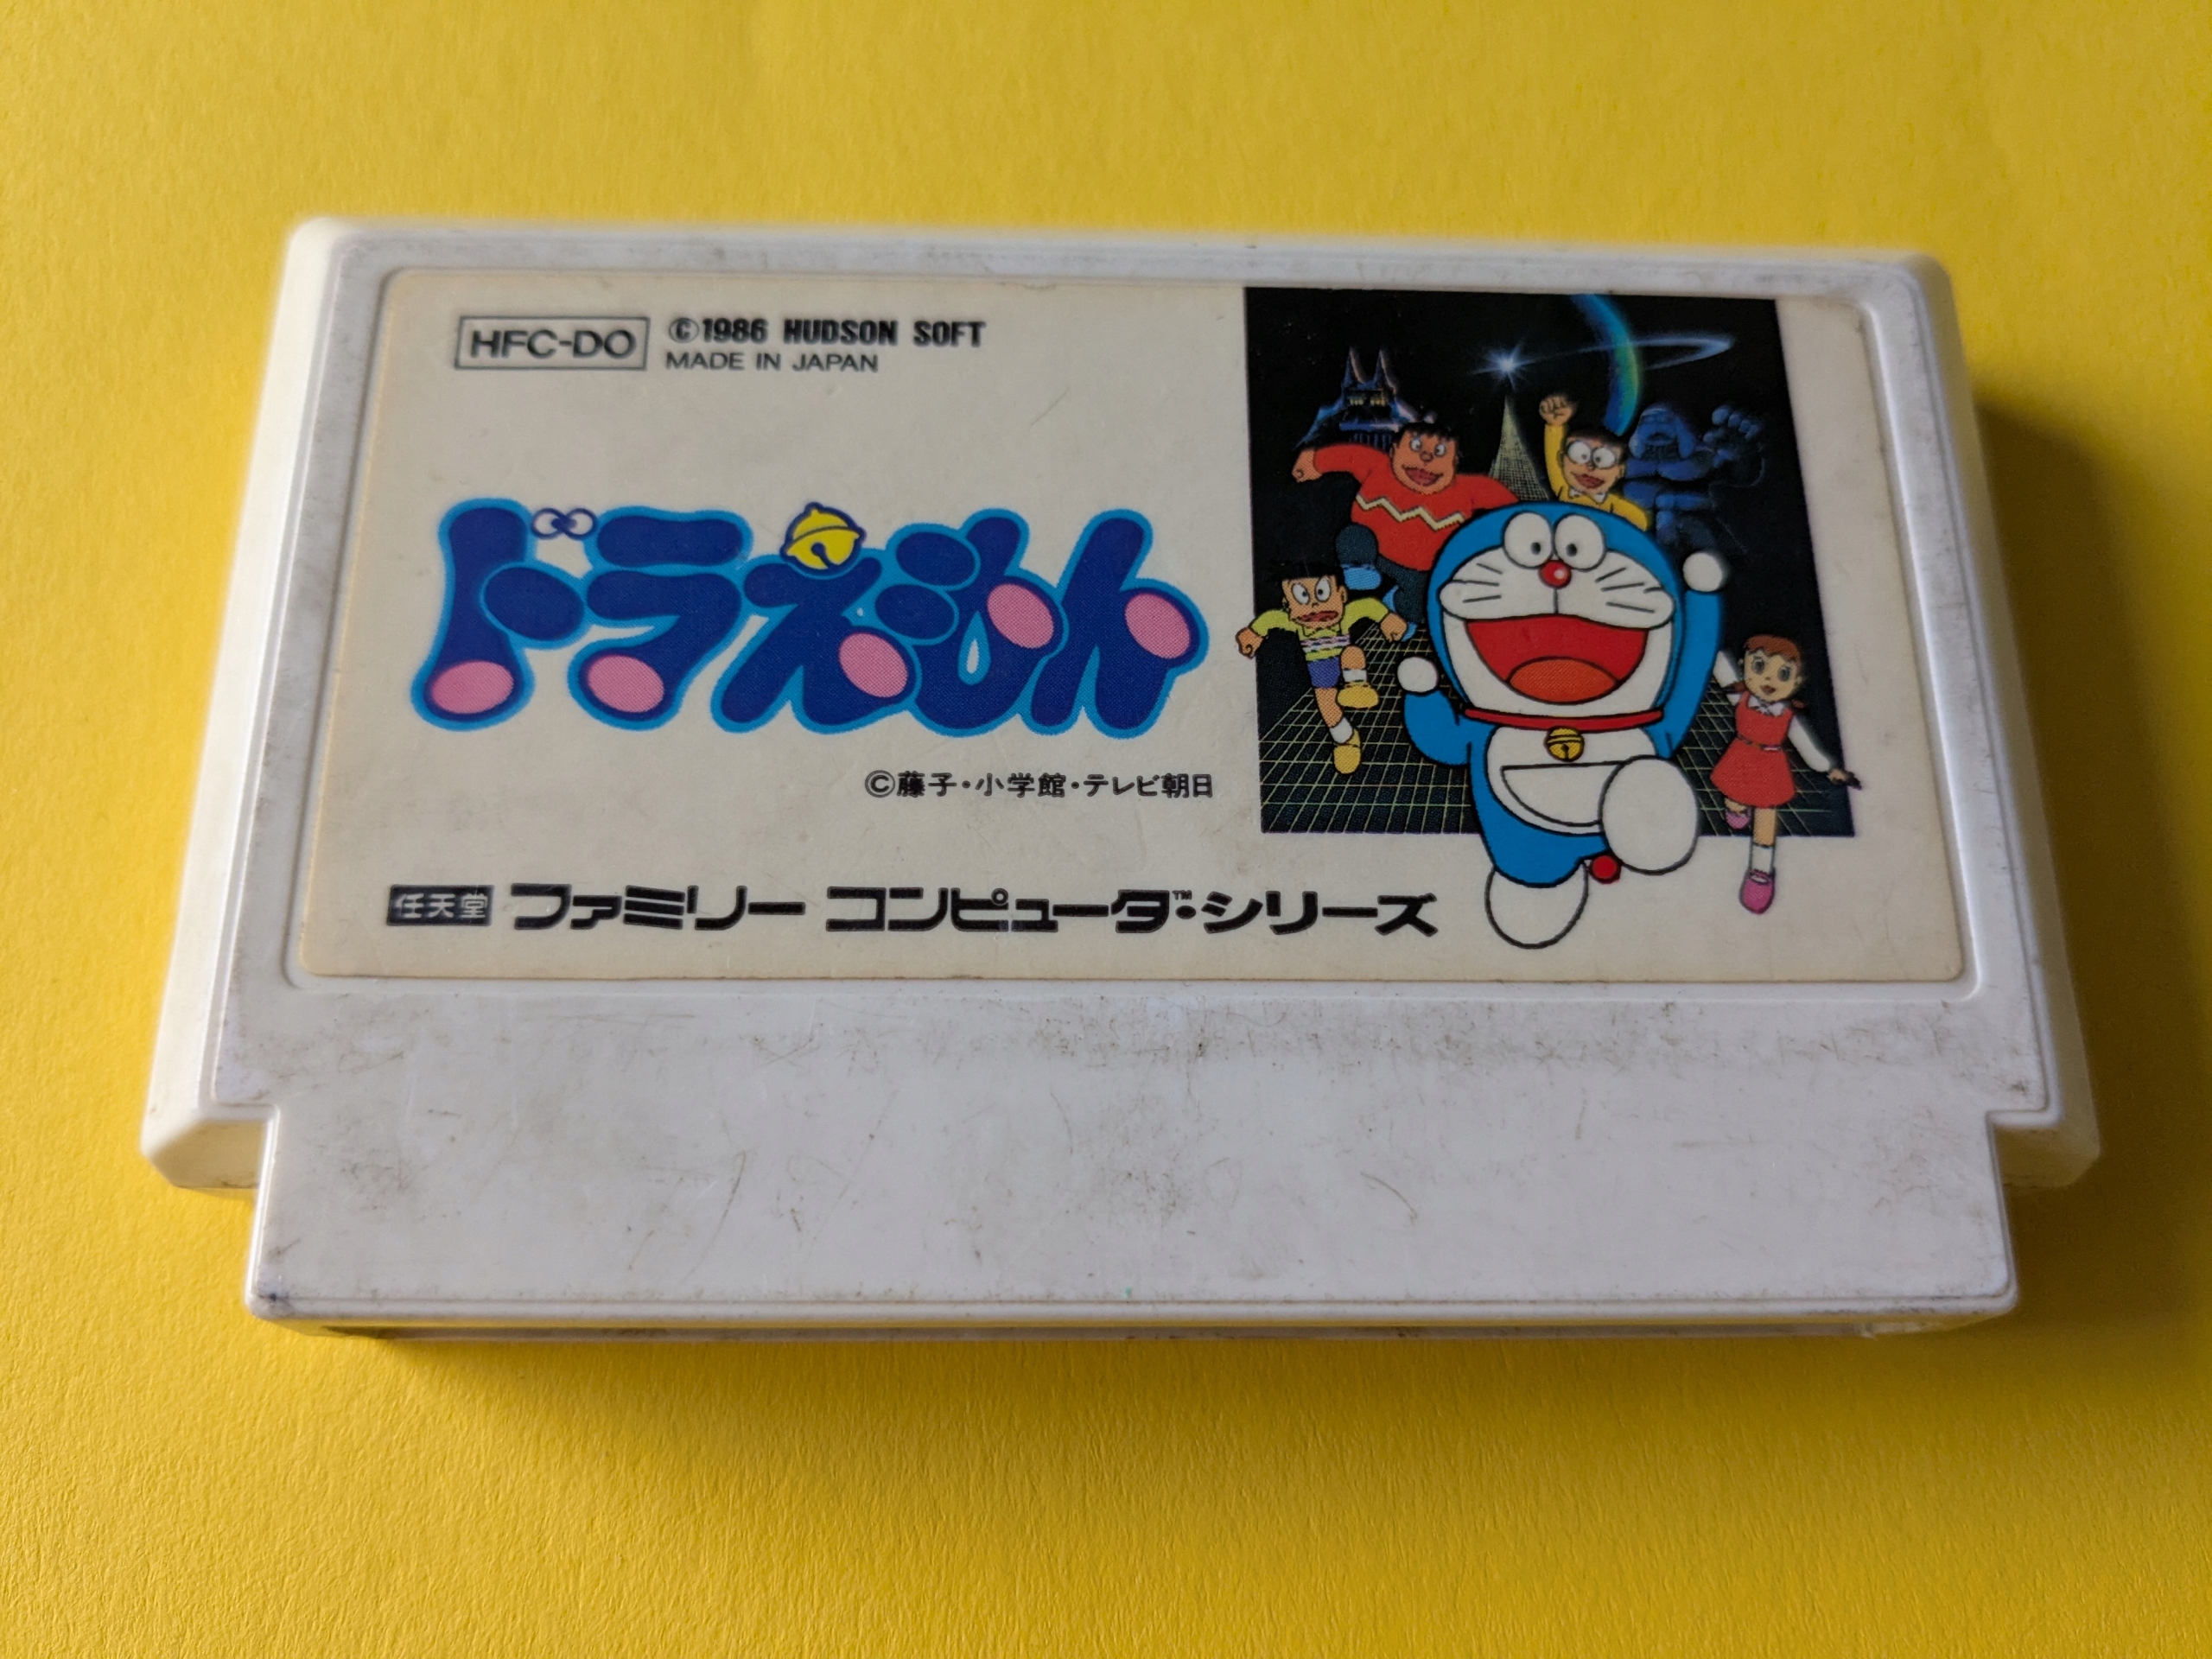 HFC-DO
©1986 HUDSON SOFT
MADE IN JAPAN
ドラえもん
©藤子・小学館・テレビ朝日
任天堂 ファミリー コンピュータ™・シリーズ